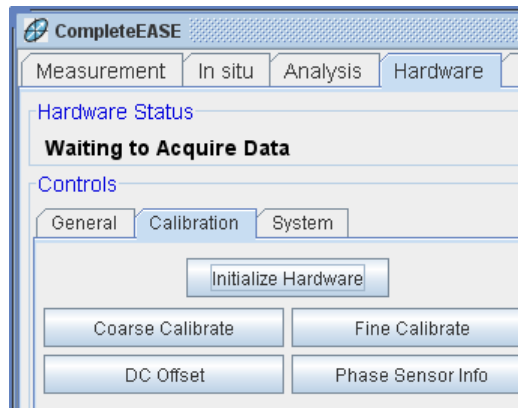 CompleteEASE
Measurement In situ Analysis Hardware
Hardware Status
Waiting to Acquire Data
Controls
General Calibration System
Initialize Hardware
Coarse Calibrate Fine Calibrate
DC Offset Phase Sensor Info